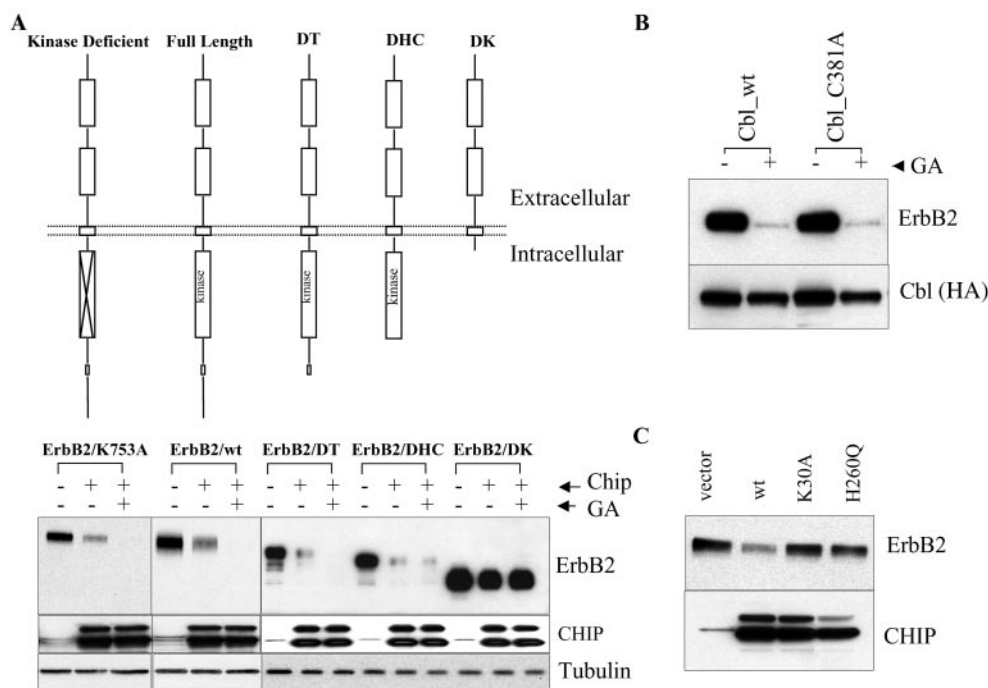 A
Kinase Deficient Full Length DT DHC DK
kinase kinase kinase
Extracellular
Intracellular
ErbB2/K753A ErbB2/wt ErbB2/DT ErbB2/DHC ErbB2/DK
- + + - + + - + + - + + - + + Chip
- - + - - + - - + - - + - - + GA
ErbB2
CHIP
Tubulin
B
Cbl_wt Cbl_C381A
- + - + GA
ErbB2
Cbl (HA)
C
vector wt K30A H260Q
ErbB2
CHIP